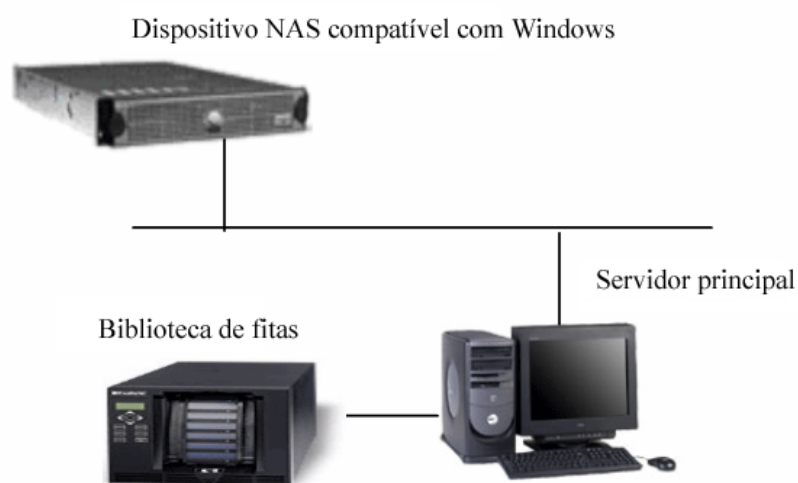 Dispositivo NAS compatível com Windows
Servidor principal
Biblioteca de fitas